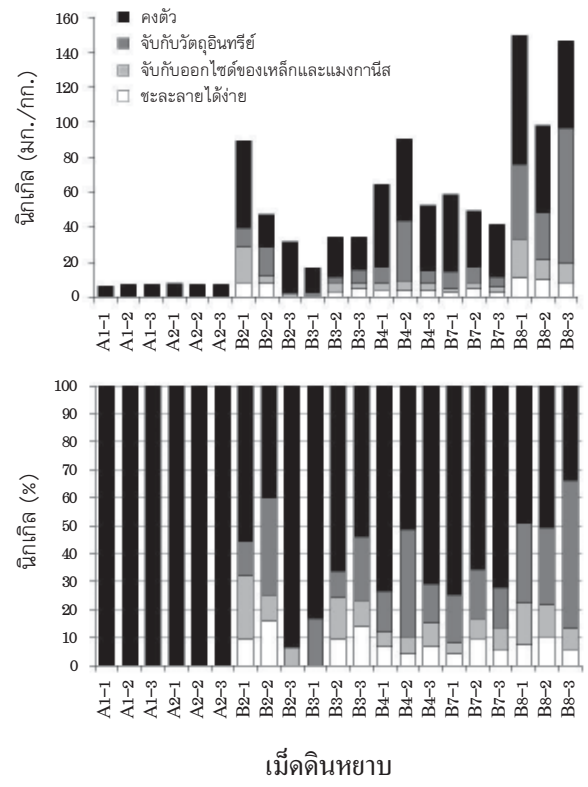 160
140
120
100
80
60
40
20
0
นิกเกิล (มก./กก.)
คงตัว
จับกับวัตถุอินทรีย์
จับกับออกไซด์ของเหล็กและแมงกานีส
ชะละลายได้ง่าย
A1-1 A1-2 A1-3 A2-1 A2-2 A2-3 B2-1 B2-2 B2-3 B3-1 B3-2 B3-3 B4-1 B4-2 B4-3 B7-1 B7-2 B7-3 B8-1 B8-2 B8-3
100
90
80
70
60
50
40
30
20
10
0
นิกเกิล (%)
A1-1 A1-2 A1-3 A2-1 A2-2 A2-3 B2-1 B2-2 B2-3 B3-1 B3-2 B3-3 B4-1 B4-2 B4-3 B7-1 B7-2 B7-3 B8-1 B8-2 B8-3
เม็ดดินหยาบ